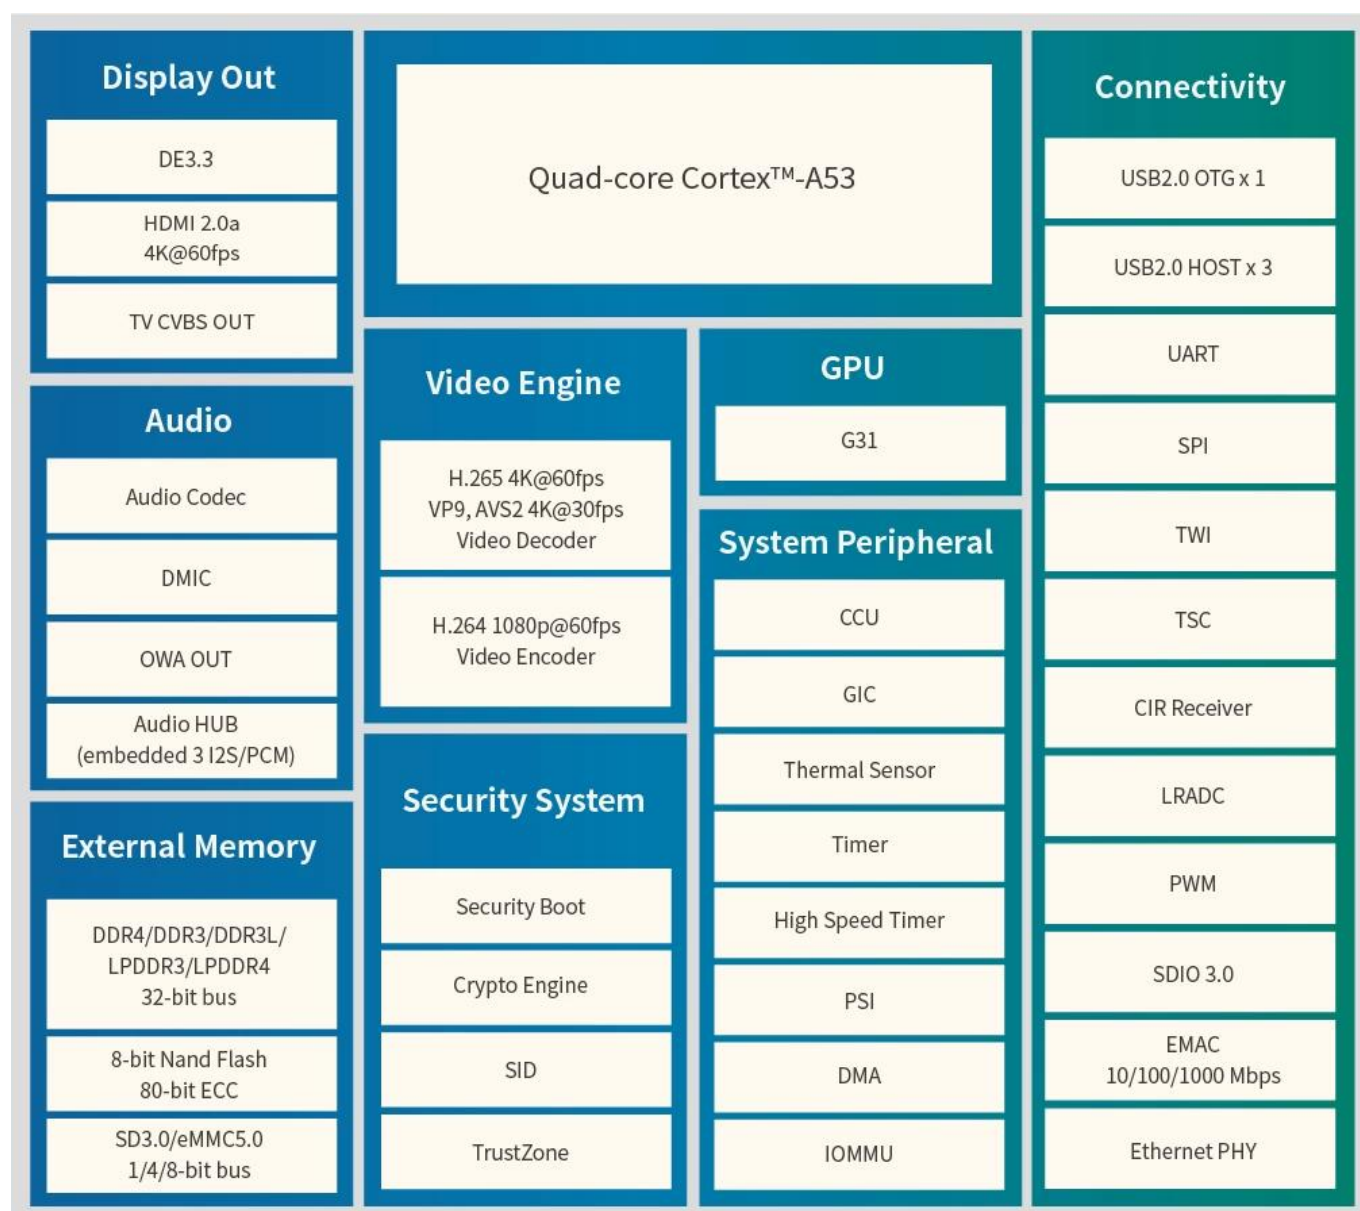 Display Out
DE3.3
HDMI 2.0a
4K@60fps
TV CVBS OUT
Audio
Audio Codec
DMIC
OWA OUT
Audio HUB
(embedded 3 I2S/PCM)
External Memory
DDR4/DDR3/DDR3L/
LPDDR3/LPDDR4
32-bit bus
8-bit Nand Flash
80-bit ECC
SD3.0/eMMC5.0
1/4/8-bit bus
Quad-core Cortex™-A53
Video Engine
H.265 4K@60fps
VP9, AVS2 4K@30fps
Video Decoder
H.264 1080p@60fps
Video Encoder
Security System
Security Boot
Crypto Engine
SID
TrustZone
GPU
G31
System Peripheral
CCU
GIC
Thermal Sensor
Timer
High Speed Timer
PSI
DMA
IOMMU
Connectivity
USB2.0 OTG x 1
USB2.0 HOST x 3
UART
SPI
TWI
TSC
CIR Receiver
LRADC
PWM
SDIO 3.0
EMAC
10/100/1000 Mbps
Ethernet PHY